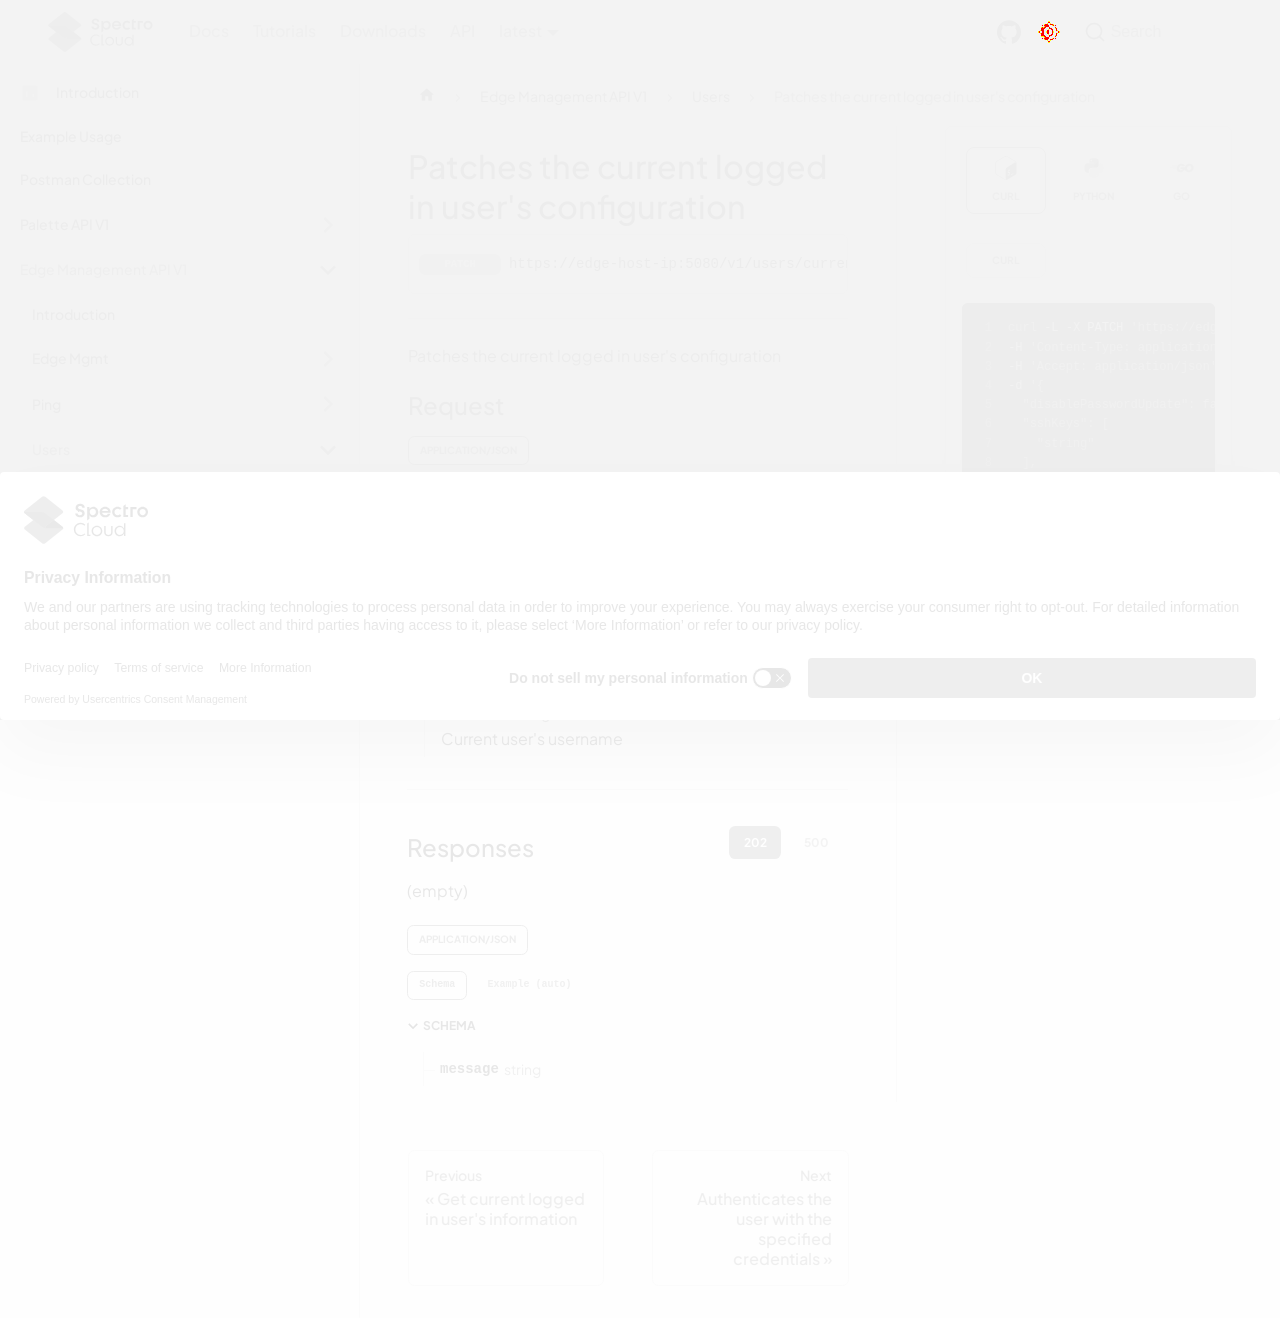 Spectro
Cloud
Docs Tutorials Downloads API latest
Search
Introduction
Example Usage
Postman Collection
Palette API V1
Edge Management API V1
Introduction
Edge Mgmt
Ping
Users
Edge Management API V1 Users Patches the current logged in user's configuration
Patches the current logged
in user's configuration
https://edge-host-ip:5080/v1/users/curre
Patches the current logged in user's configuration
Request
APPLICATION/JSON
CURL PYTHON GO
CURL
Spectro
Cloud
Privacy Information
We and our partners are using tracking technologies to process personal data in order to improve your experience. You may always exercise your consumer right to opt-out. For detailed information
about personal information we collect and third parties having access to it, please select 'More Information' or refer to our privacy policy.
Privacy policy Terms of service More Information
Powered by Usercentrics Consent Management
Do not sell my personal information
OK
Current user's username
Responses
202 500
(empty)
APPLICATION/JSON
Schema Example (auto)
SCHEMA
message string
Previous
« Get current logged
in user's information
Next
Authenticates the
user with the
specified
credentials »